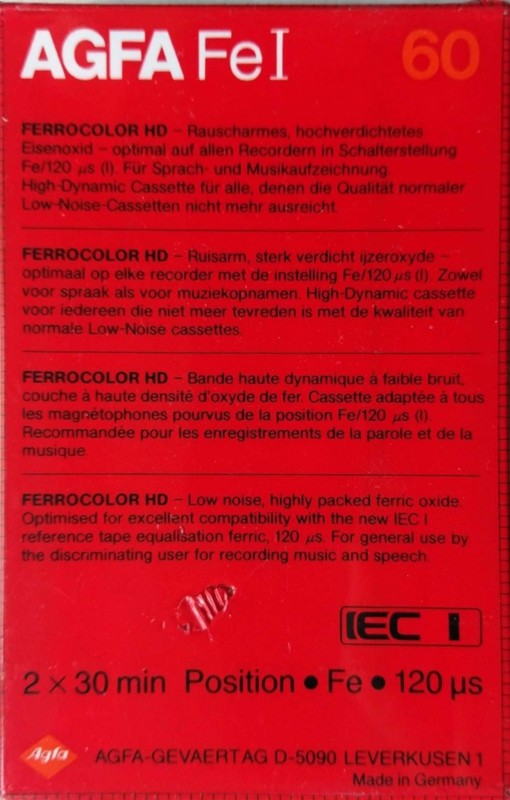 AGFA Fe I 60
FERROCOLOR HD – Rauscharmes, hochverdichtetes
Eisenoxid – optimal auf allen Recordern in Schalterstellung
Fe/120 µs (I). Für Sprach- und Musikaufzeichnung.
High-Dynamic Cassette für alle, denen die Qualität normaler
Low-Noise-Cassetten nicht mehr ausreicht.
FERROCOLOR HD – Ruisarm, sterk verdicht ijzeroxyde –
optimaal op elke recorder met de instelling Fe/120 µs (I). Zowel
voor spraak als voor muziekopnamen. High-Dynamic cassette
voor iedereen die niet meer tevreden is met de kwaliteit van
normale Low-Noise cassettes.
FERROCOLOR HD – Bande haute dynamique à faible bruit,
couche à haute densité d'oxyde de fer. Cassette adaptée à tous
les magnétophones pourvus de la position Fe/120 µs (I).
Recommandée pour les enregistrements de la parole et de la
musique.
FERROCOLOR HD – Low noise, highly packed ferric oxide.
Optimised for excellent compatibility with the new IEC I
reference tape equalisation ferric, 120 µs. For general use by
the discriminating user for recording music and speech.
IEC I
2 × 30 min Position • Fe • 120 µs
Agfa AGFA-GEVAERT AG D-5090 LEVERKUSEN 1
Made in Germany